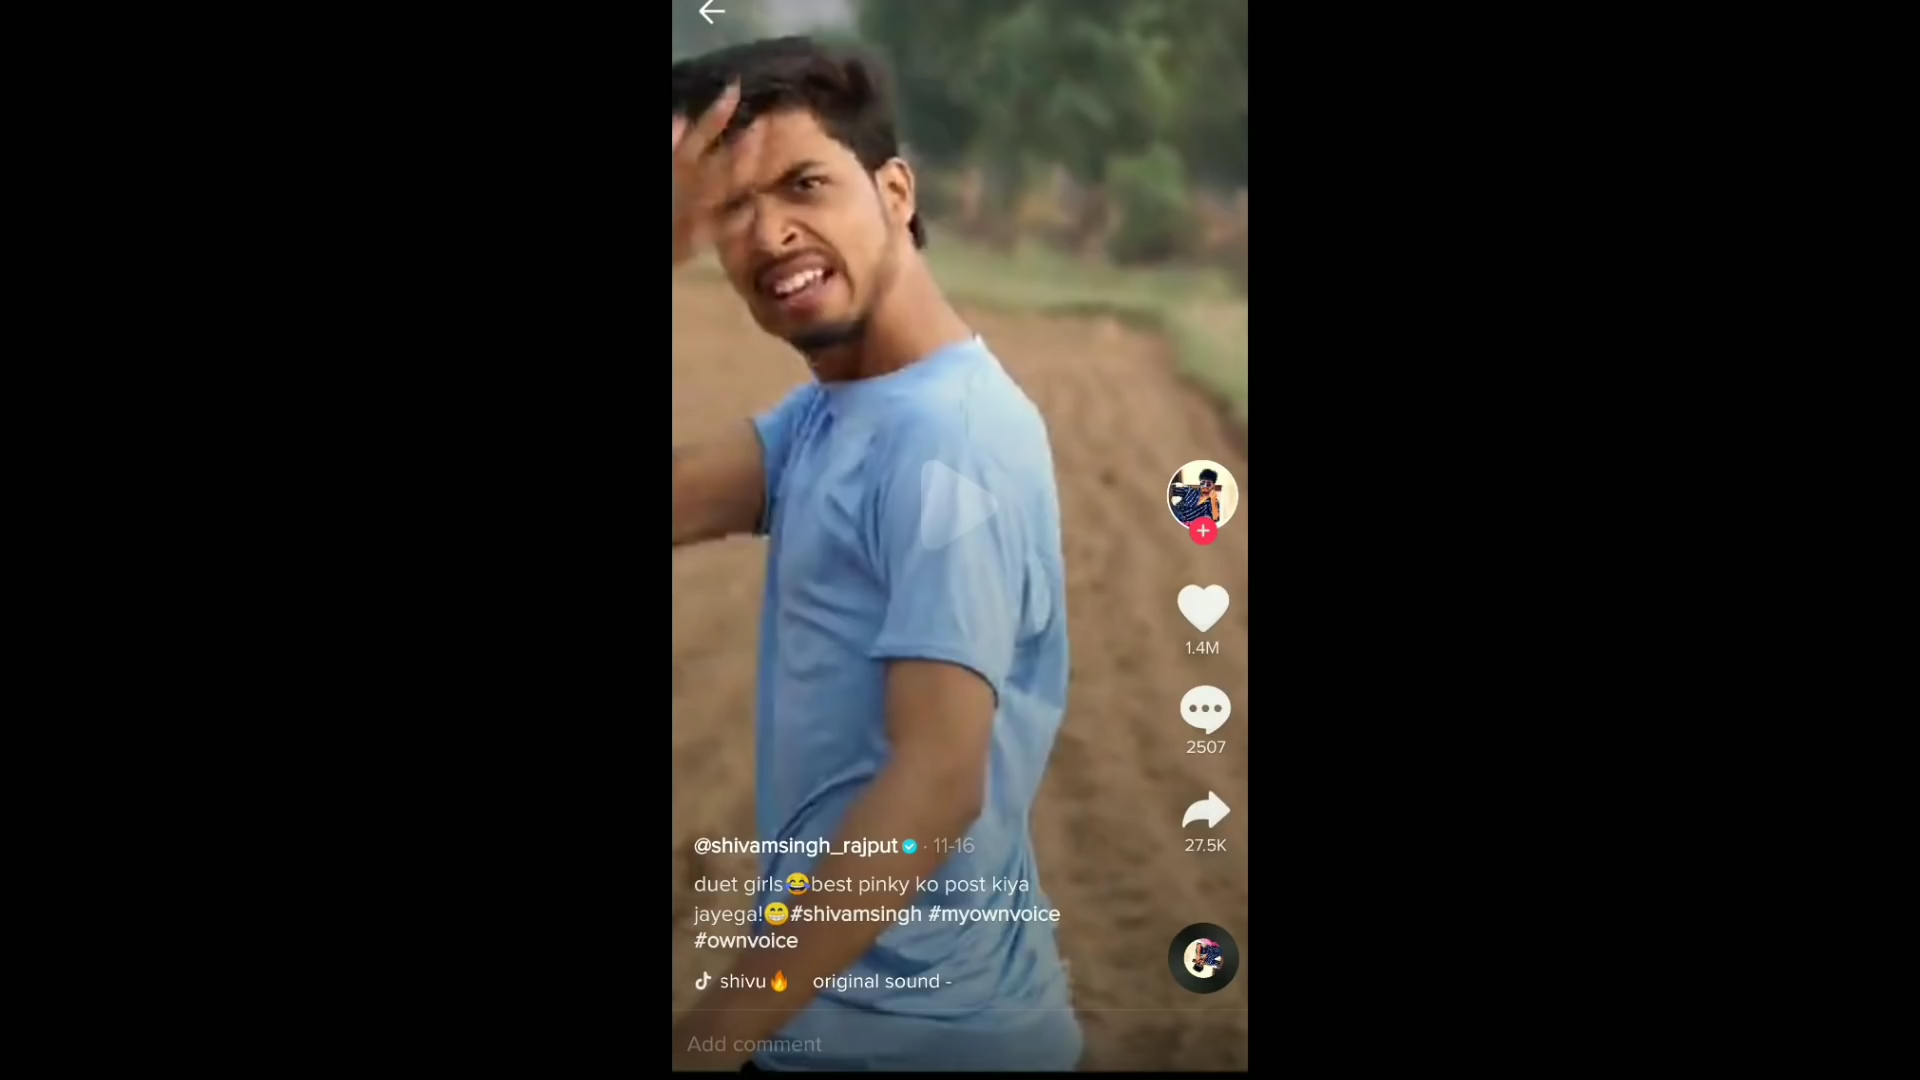 1.4M
2507
27.5K
@shivamsingh_rajput · 11-16
duet girls😂best pinky ko post kiya
jayega!😁#shivamsingh #myownvoice
#ownvoice
shivu🔥 original sound -
Add comment